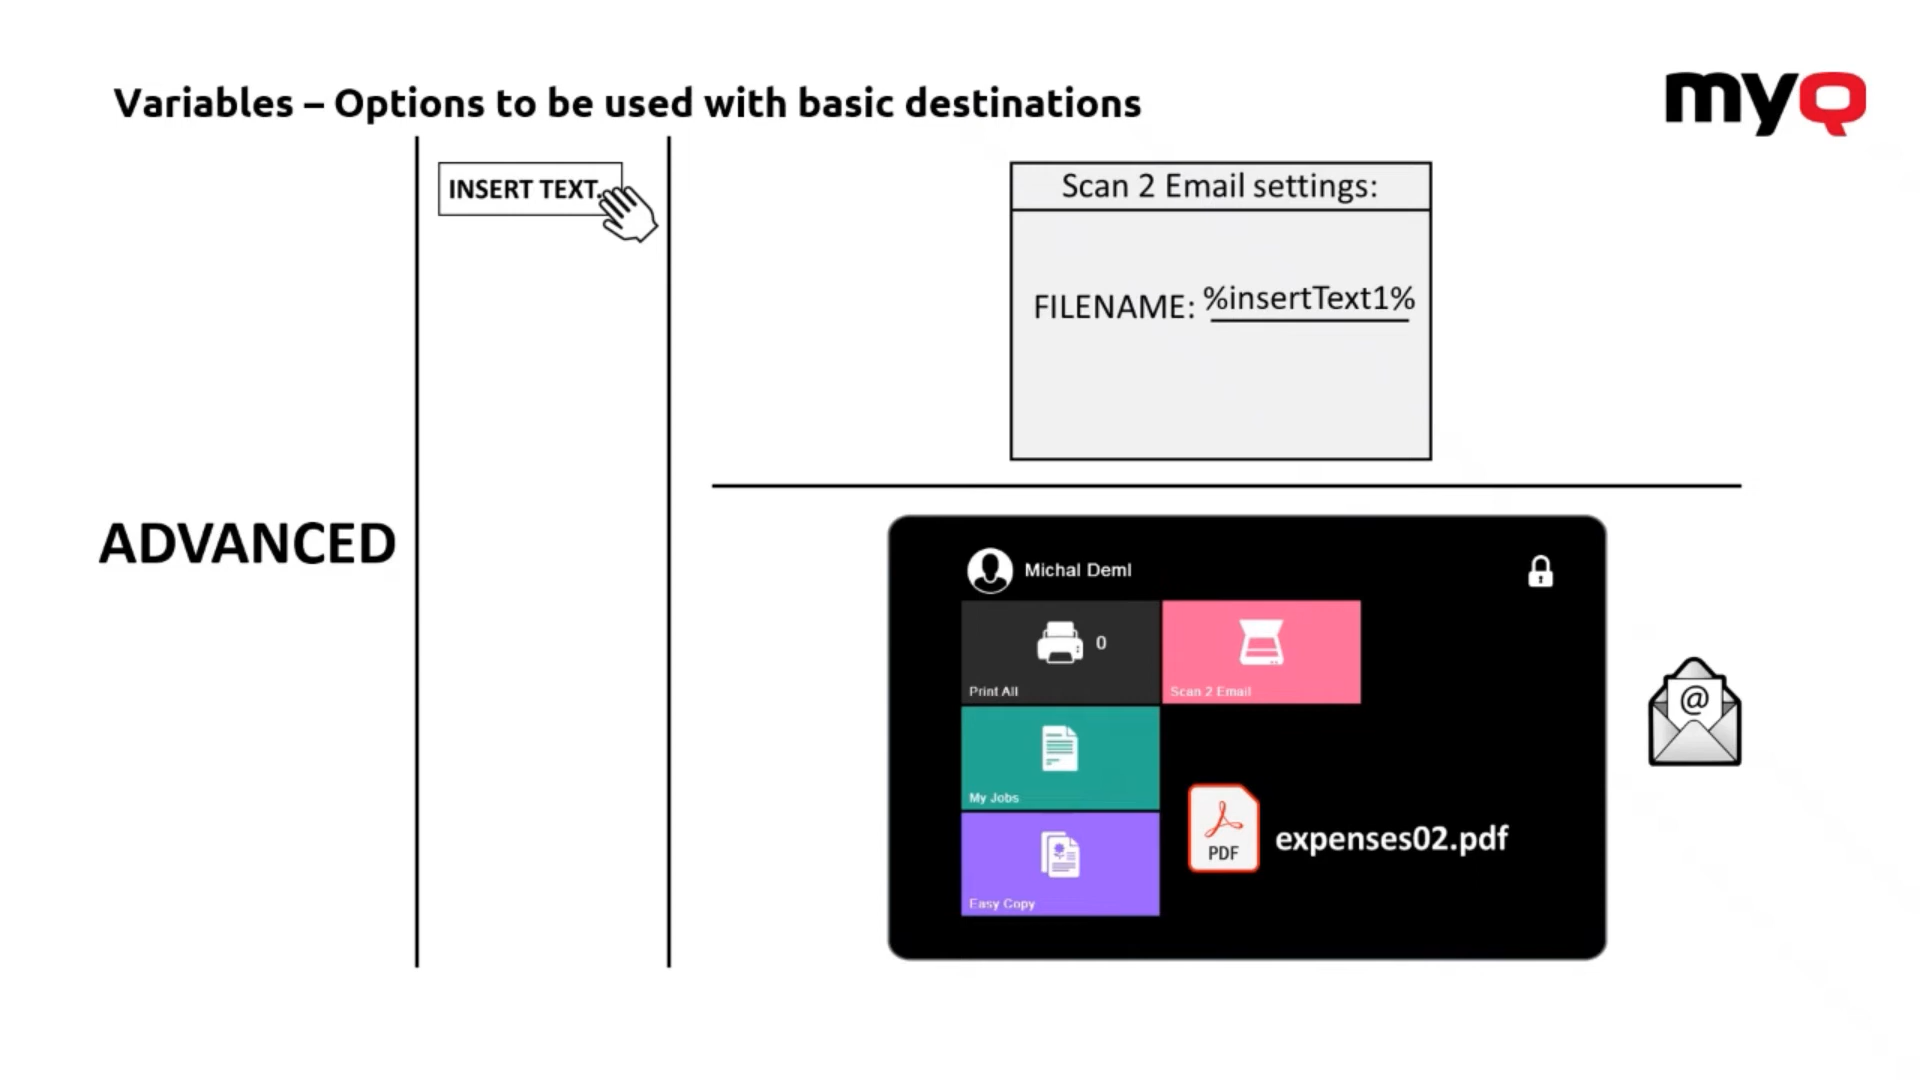 Variables – Options to be used with basic destinations
myQ
INSERT TEXT.
Scan 2 Email settings:
FILENAME: %insertText1%
ADVANCED
Michal Deml
0
Print All
Scan 2 Email
My Jobs
Easy Copy
PDF
expenses02.pdf
@